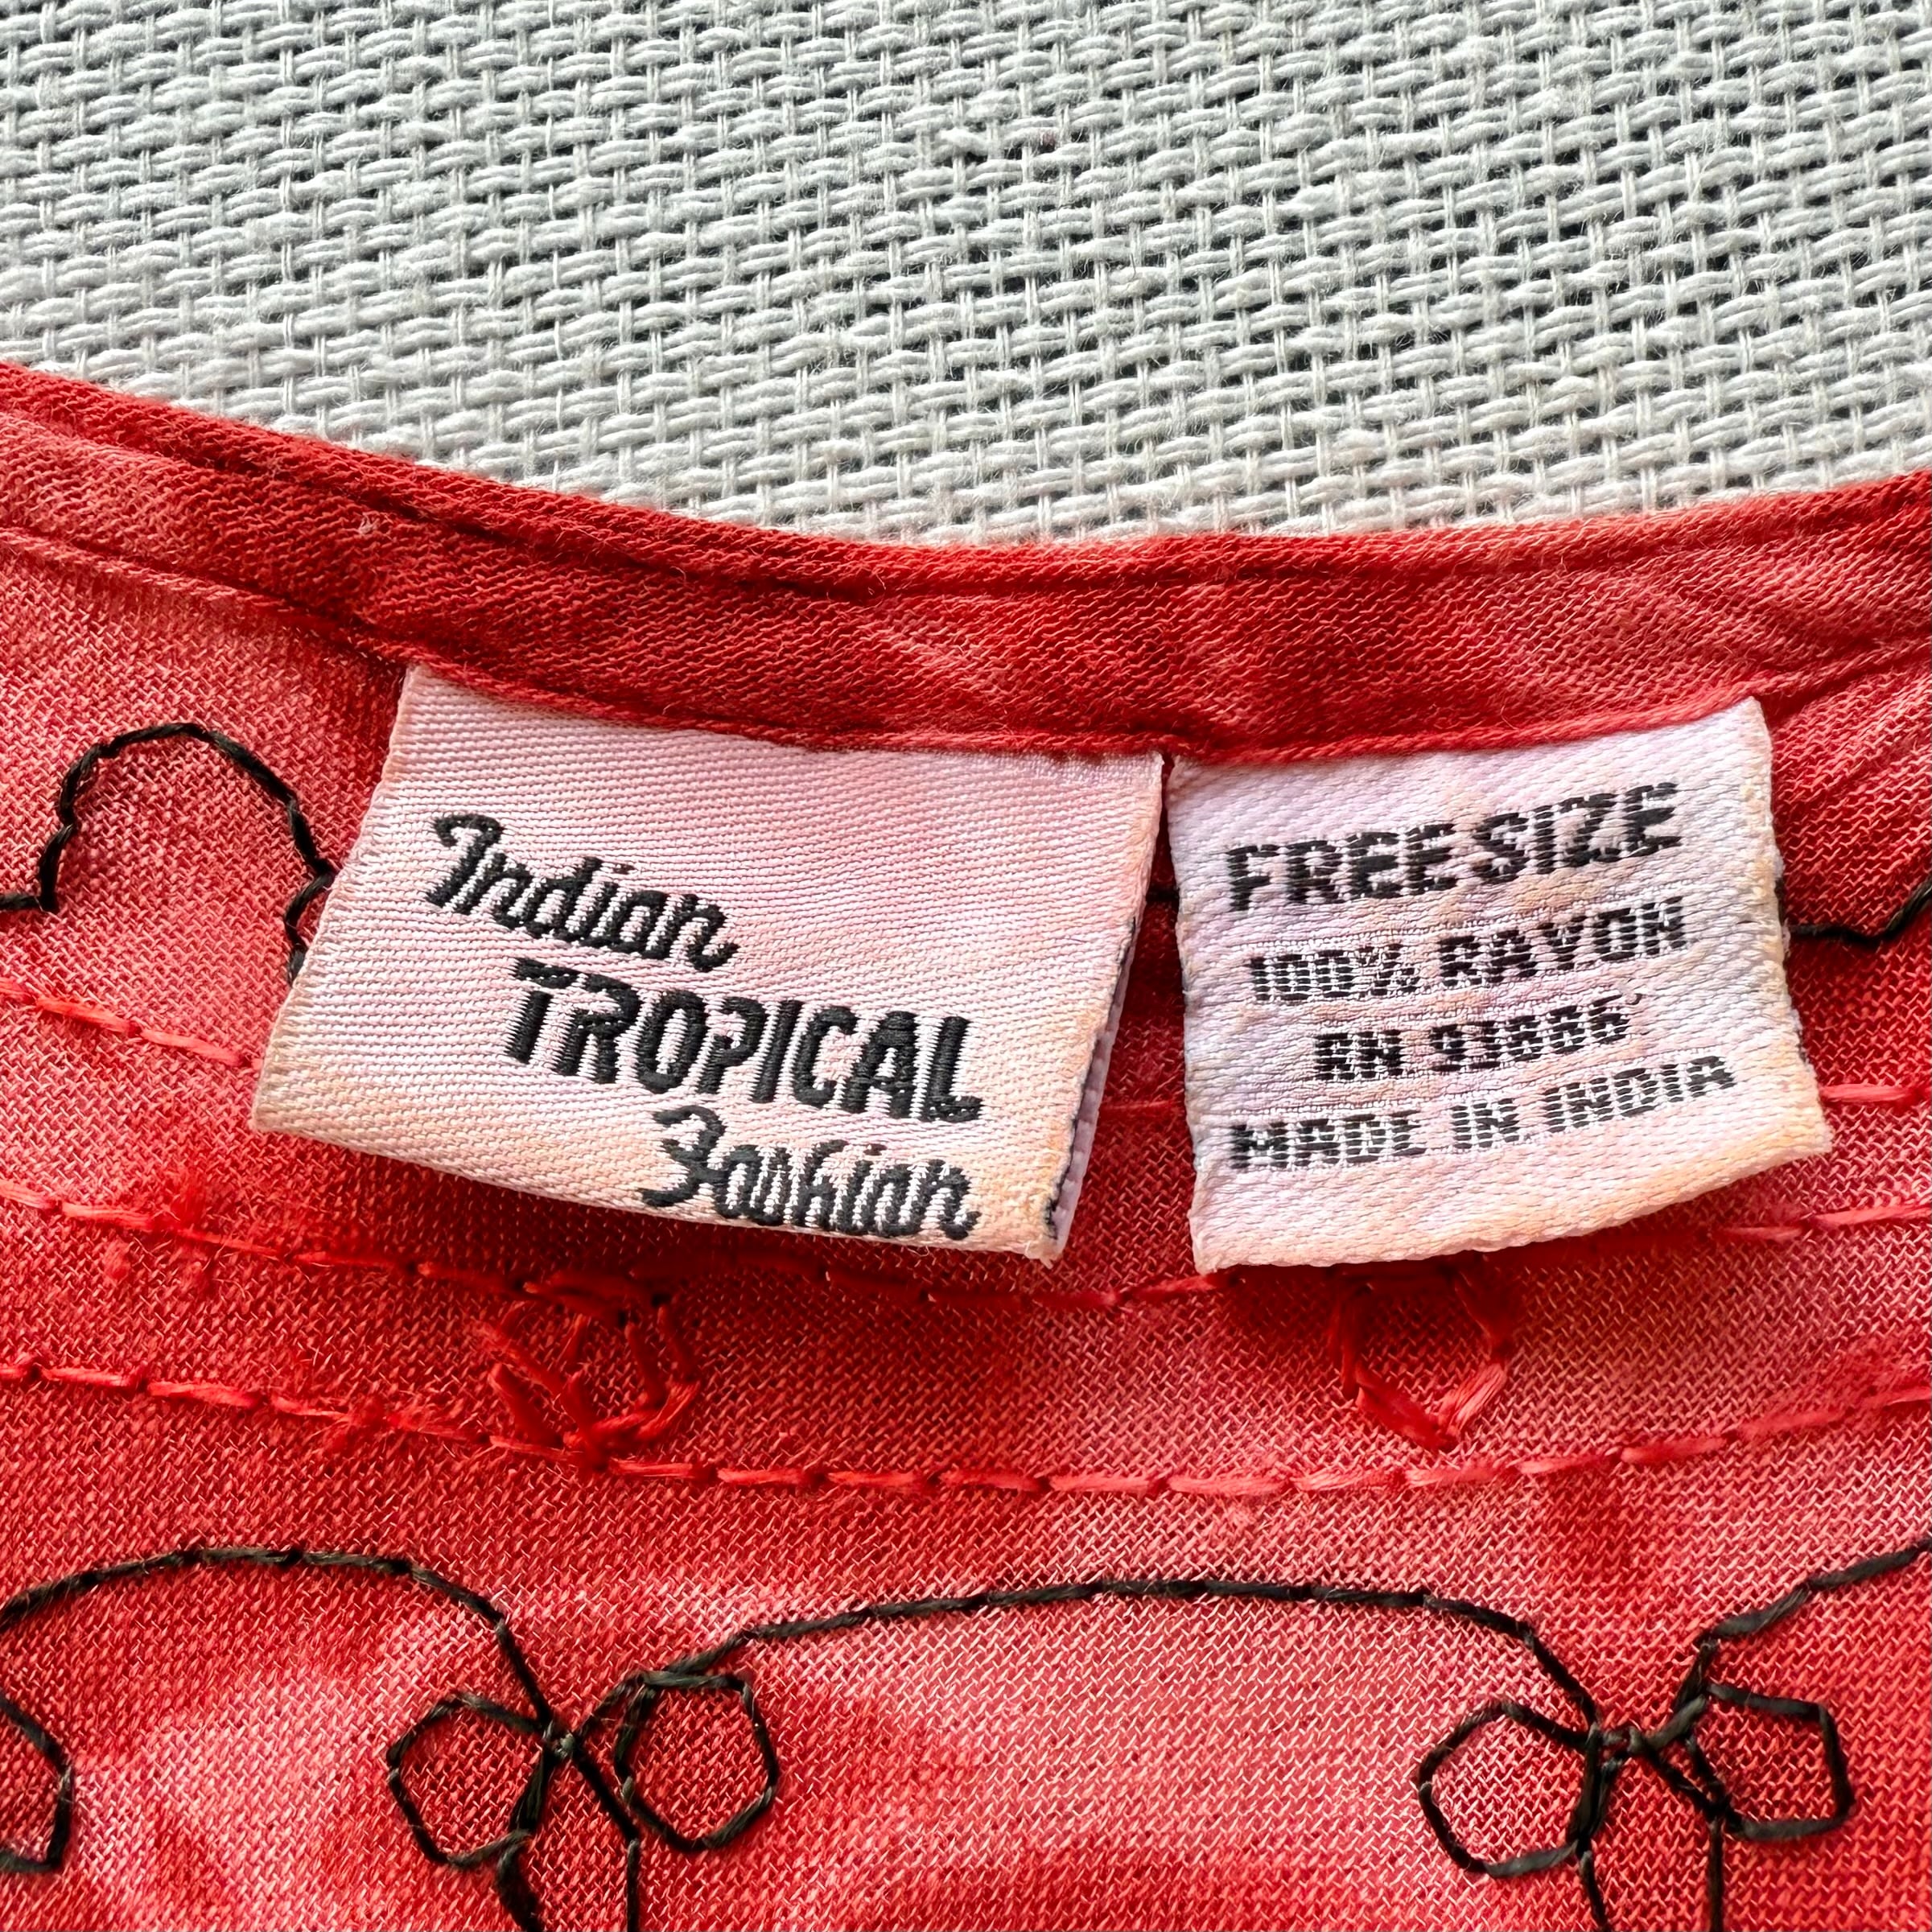 Indian
TROPICAL
Fashion
FREE SIZE
100% RAYON
RN 93886
MADE IN INDIA